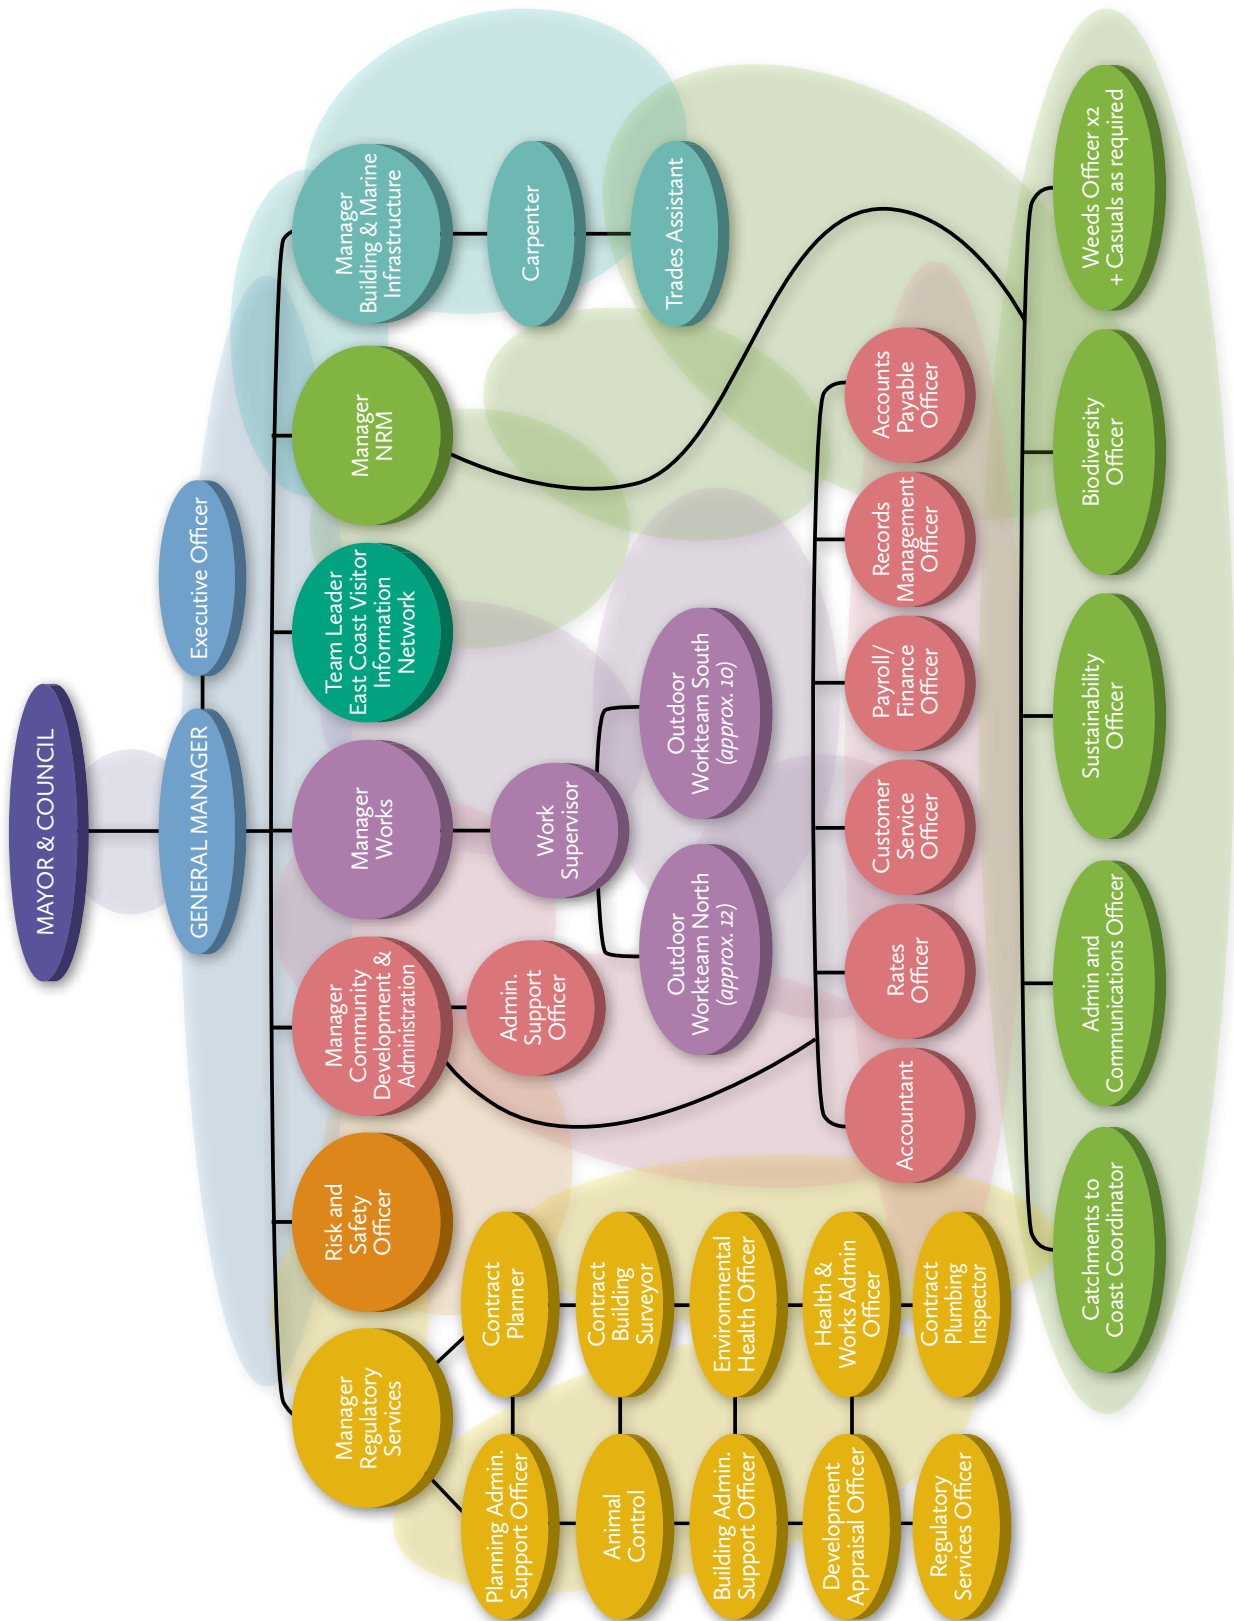 MAYOR & COUNCIL
GENERAL MANAGER
Executive Officer
Manager
Regulatory
Services
Risk and
Safety
Officer
Manager
Community
Development &
Administration
Manager
Works
Team Leader
East Coast Visitor
Information
Network
Manager
NRM
Manager
Building & Marine
Infrastructure
Planning Admin.
Support Officer
Contract
Planner
Animal
Control
Contract
Building
Surveyor
Building Admin.
Support Officer
Environmental
Health Officer
Development
Appraisal Officer
Health &
Works Admin
Officer
Regulatory
Services Officer
Contract
Plumbing
Inspector
Admin.
Support
Officer
Work
Supervisor
Outdoor
Workteam North
(approx. 12)
Outdoor
Workteam South
(approx. 10)
Carpenter
Trades Assistant
Accountant
Rates
Officer
Customer
Service
Officer
Payroll/
Finance
Officer
Records
Management
Officer
Accounts
Payable
Officer
Catchments to
Coast Coordinator
Admin and
Communications Officer
Sustainability
Officer
Biodiversity
Officer
Weeds Officer x2
+ Casuals as required